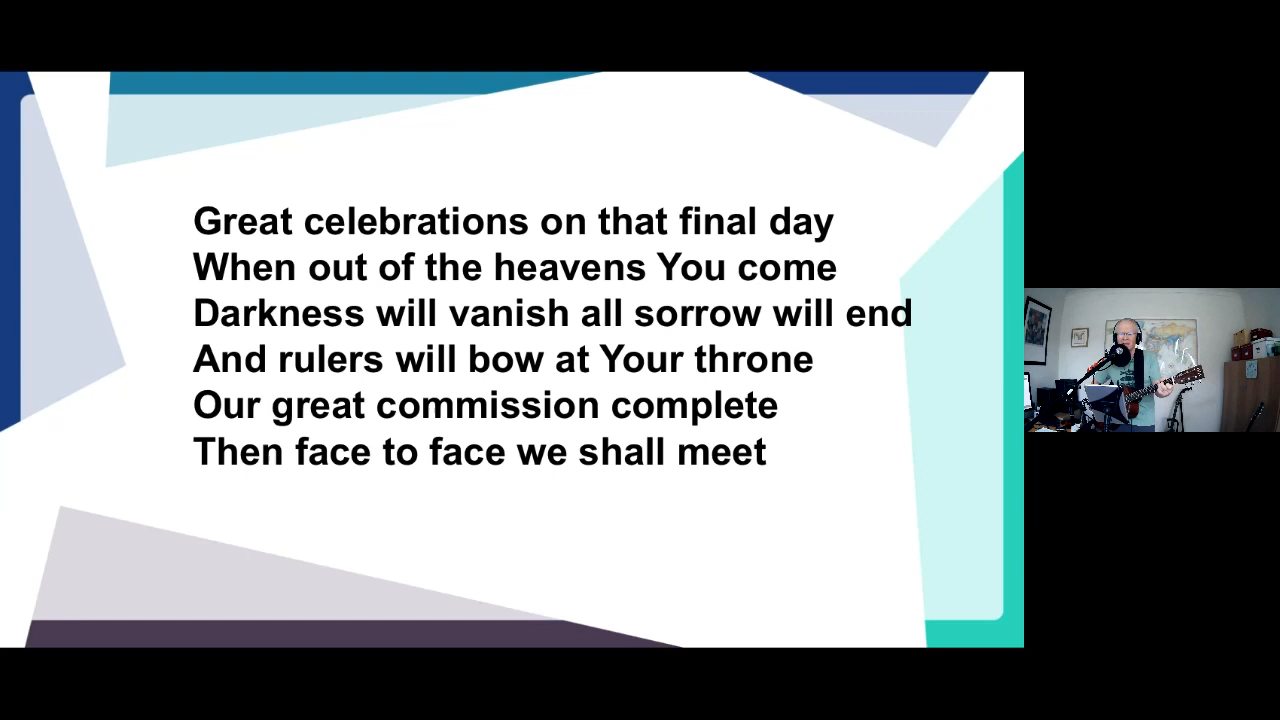 Great celebrations on that final day
When out of the heavens You come
Darkness will vanish all sorrow will end
And rulers will bow at Your throne
Our great commission complete
Then face to face we shall meet